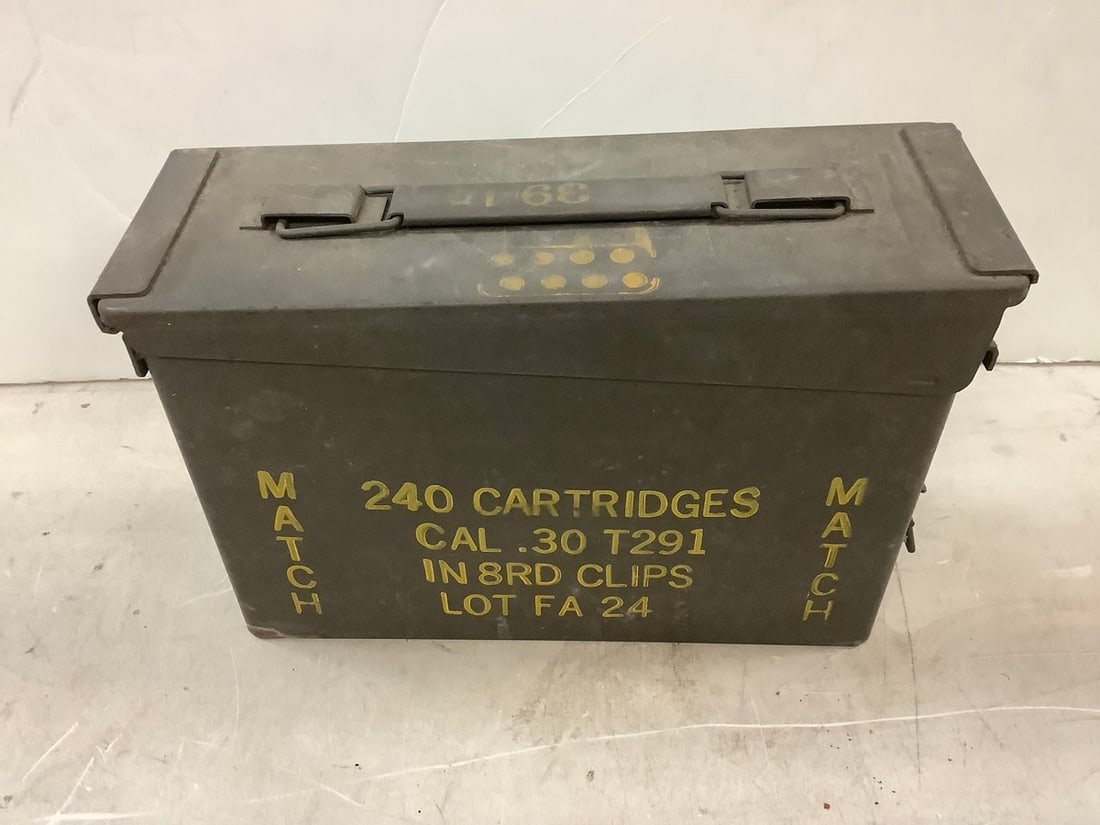 240 CARTRIDGES
CAL .30 T291
IN 8RD CLIPS
LOT FA 24
MATCH
MATCH